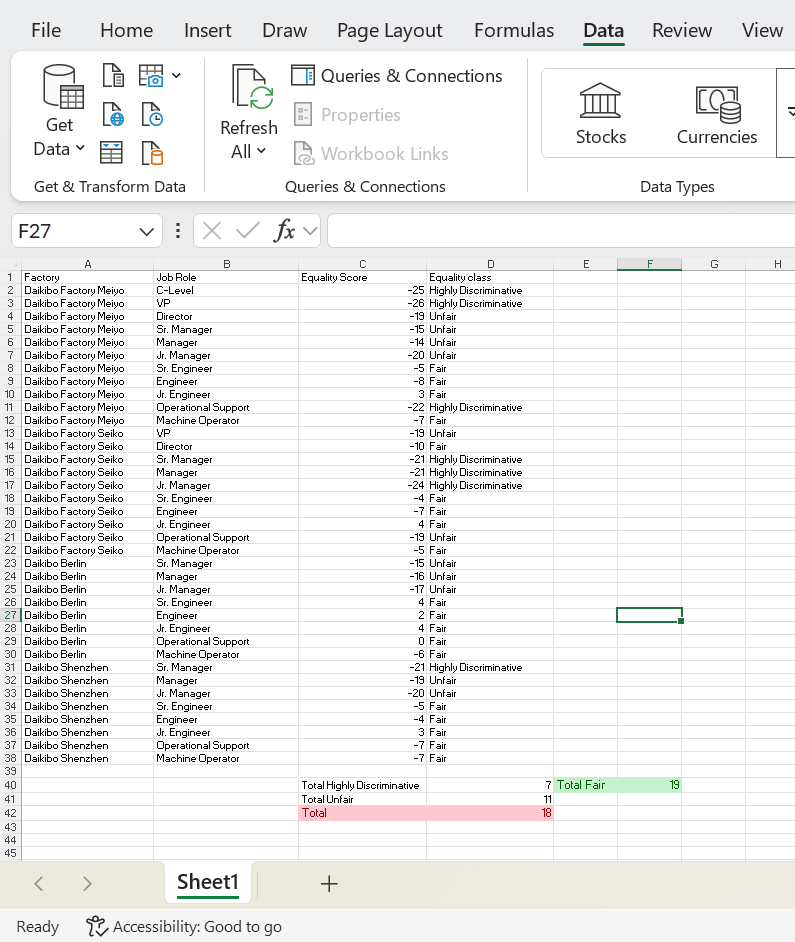 File Home Insert Draw Page Layout Formulas Data Review View
Get Data
Refresh All
Queries & Connections
Properties
Workbook Links
Stocks
Currencies
Get & Transform Data
Queries & Connections
Data Types
F27
fx
A B C D E F G H
1 Factory Job Role Equality Score Equality class
2 Daikibo Factory Meiyo C-Level -25 Highly Discriminative
3 Daikibo Factory Meiyo VP -26 Highly Discriminative
4 Daikibo Factory Meiyo Director -19 Unfair
5 Daikibo Factory Meiyo Sr. Manager -15 Unfair
6 Daikibo Factory Meiyo Manager -14 Unfair
7 Daikibo Factory Meiyo Jr. Manager -20 Unfair
8 Daikibo Factory Meiyo Sr. Engineer -5 Fair
9 Daikibo Factory Meiyo Engineer -8 Fair
10 Daikibo Factory Meiyo Jr. Engineer 3 Fair
11 Daikibo Factory Meiyo Operational Support -22 Highly Discriminative
12 Daikibo Factory Meiyo Machine Operator -7 Fair
13 Daikibo Factory Seiko VP -19 Unfair
14 Daikibo Factory Seiko Director -10 Fair
15 Daikibo Factory Seiko Sr. Manager -21 Highly Discriminative
16 Daikibo Factory Seiko Manager -21 Highly Discriminative
17 Daikibo Factory Seiko Jr. Manager -24 Highly Discriminative
18 Daikibo Factory Seiko Sr. Engineer -4 Fair
19 Daikibo Factory Seiko Engineer -7 Fair
20 Daikibo Factory Seiko Jr. Engineer 4 Fair
21 Daikibo Factory Seiko Operational Support -19 Unfair
22 Daikibo Factory Seiko Machine Operator -5 Fair
23 Daikibo Berlin Sr. Manager -15 Unfair
24 Daikibo Berlin Manager -16 Unfair
25 Daikibo Berlin Jr. Manager -17 Unfair
26 Daikibo Berlin Sr. Engineer 4 Fair
27 Daikibo Berlin Engineer 2 Fair
28 Daikibo Berlin Jr. Engineer 4 Fair
29 Daikibo Berlin Operational Support 0 Fair
30 Daikibo Berlin Machine Operator -6 Fair
31 Daikibo Shenzhen Sr. Manager -21 Highly Discriminative
32 Daikibo Shenzhen Manager -19 Unfair
33 Daikibo Shenzhen Jr. Manager -20 Unfair
34 Daikibo Shenzhen Sr. Engineer -5 Fair
35 Daikibo Shenzhen Engineer -4 Fair
36 Daikibo Shenzhen Jr. Engineer 3 Fair
37 Daikibo Shenzhen Operational Support -7 Fair
38 Daikibo Shenzhen Machine Operator -7 Fair
39
40 Total Highly Discriminative 7 Total Fair 19
41 Total Unfair 11
42 Total 18
43
44
45
Sheet1
Ready Accessibility: Good to go